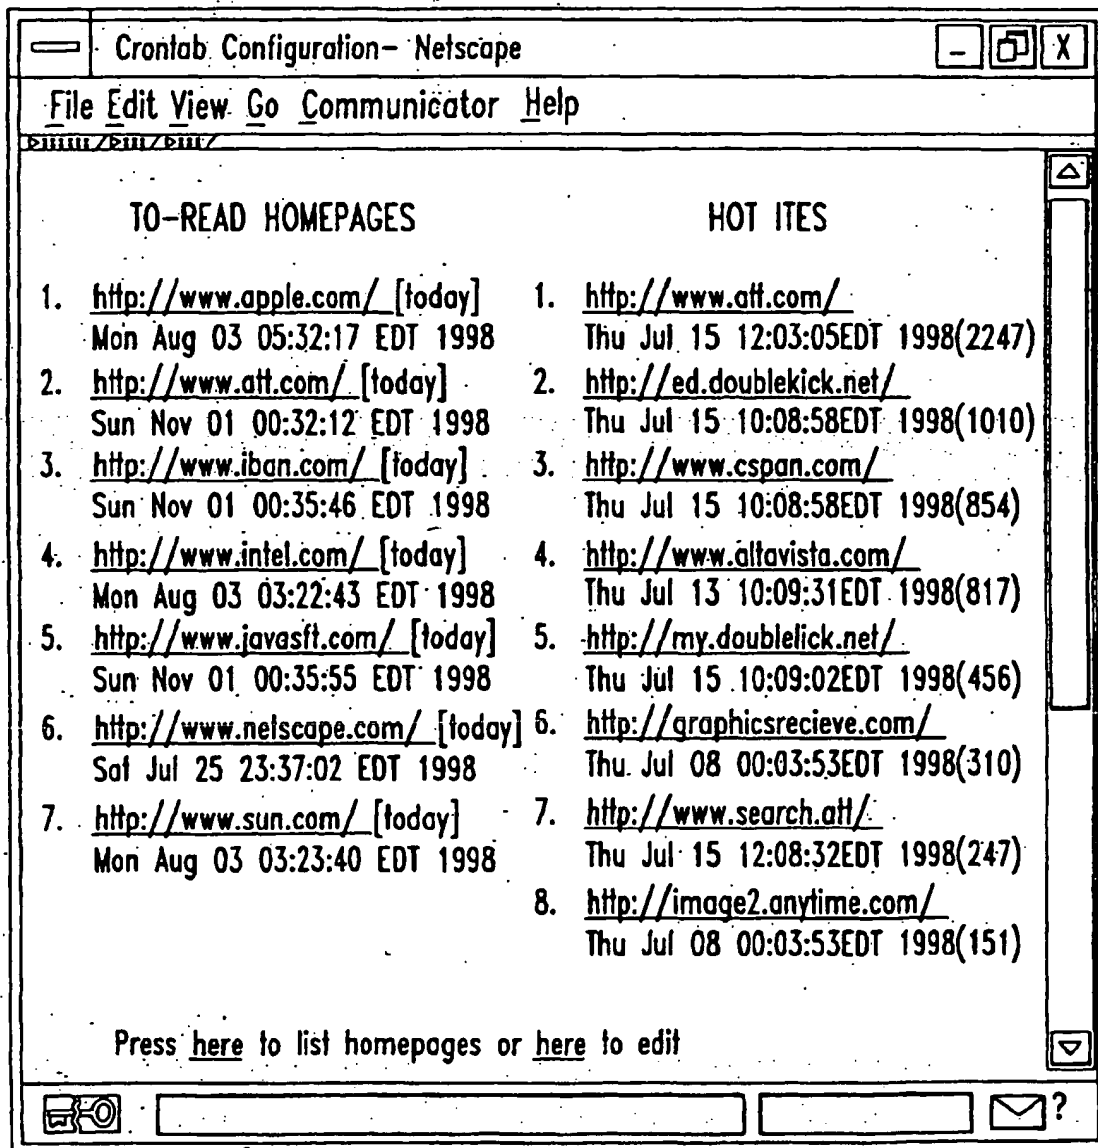 Crontab Configuration- Netscape
File Edit View Go Communicator Help
TO-READ HOMEPAGES
1. http://www.apple.com/ [today]
Mon Aug 03 05:32:17 EDT 1998
2. http://www.att.com/ [today]
Sun Nov 01 00:32:12 EDT 1998
3. http://www.iban.com/ [today]
Sun Nov 01 00:35:46 EDT 1998
4. http://www.intel.com/ [today]
Mon Aug 03 03:22:43 EDT 1998
5. http://www.javasft.com/ [today]
Sun Nov 01 00:35:55 EDT 1998
6. http://www.netscape.com/ [today]
Sat Jul 25 23:37:02 EDT 1998
7. http://www.sun.com/ [today]
Mon Aug 03 03:23:40 EDT 1998
HOT ITES
1. http://www.att.com/
Thu Jul 15 12:03:05EDT 1998(2247)
2. http://ed.doublekick.net/
Thu Jul 15 10:08:58EDT 1998(1010)
3. http://www.cspan.com/
Thu Jul 15 10:08:58EDT 1998(854)
4. http://www.altavista.com/
Thu Jul 13 10:09:31EDT 1998(817)
5. http://my.doublelick.net/
Thu Jul 15 10:09:02EDT 1998(456)
6. http://graphicsrecieve.com/
Thu Jul 08 00:03:53EDT 1998(310)
7. http://www.search.att/
Thu Jul 15 12:08:32EDT 1998(247)
8. http://image2.anytime.com/
Thu Jul 08 00:03:53EDT 1998(151)
Press here to list homepages or here to edit
?